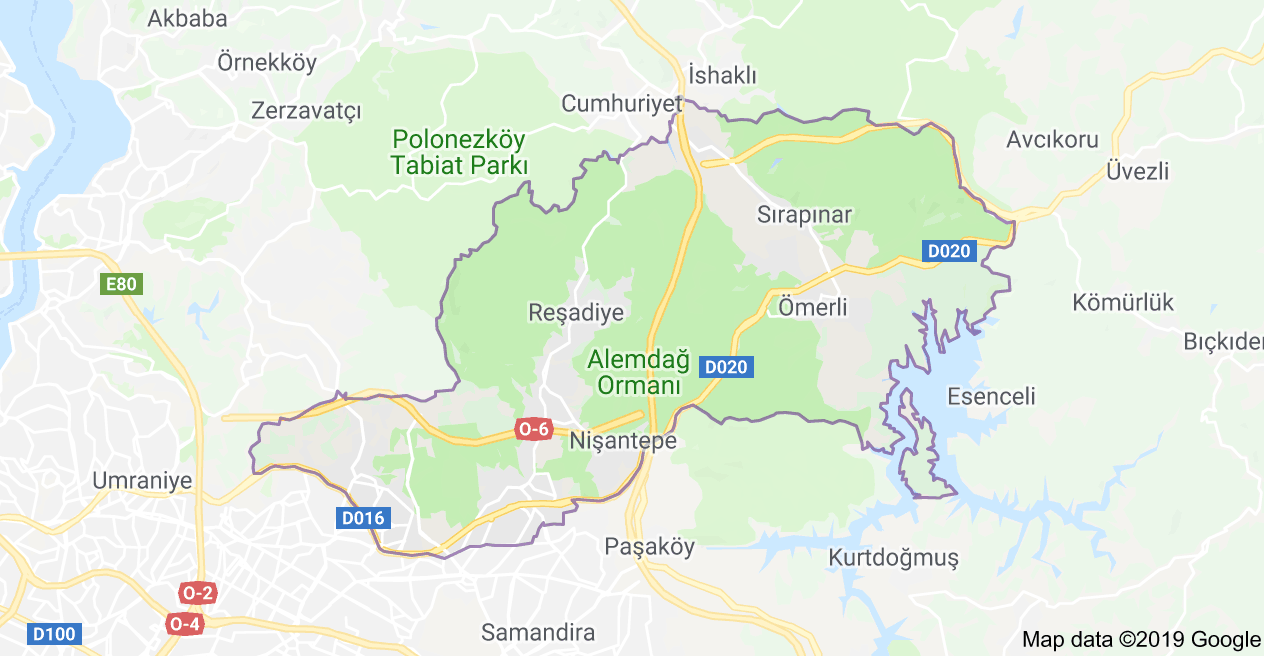 Akbaba
Örnekköy
İshaklı
Zerzavatçı
Cumhuriyet
Polonezköy
Tabiat Parkı
Avcıkoru
Üvezli
Sırapınar
D020
E80
Reşadiye
Ömerli
Kömürlük
Bıçkıder
Alemdağ
Ormanı
D020
Esenceli
O-6
Nişantepe
Umraniye
D016
Paşaköy
Kurtdoğmuş
O-2
O-4
D100
Samandira
Map data ©2019 Google